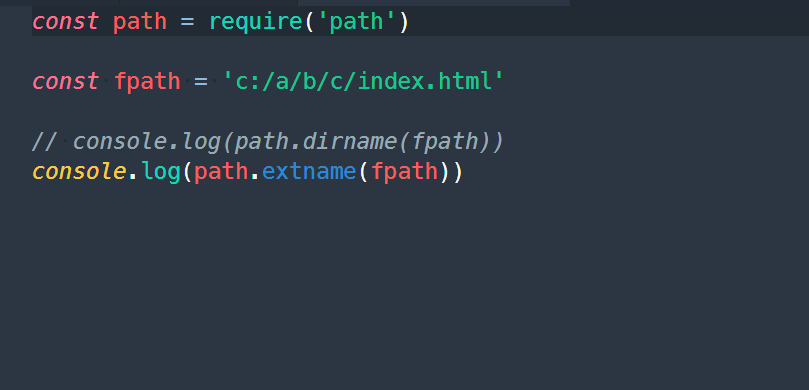 const path = require('path')
const fpath = 'c:/a/b/c/index.html'
// console.log(path.dirname(fpath))
console.log(path.extname(fpath))